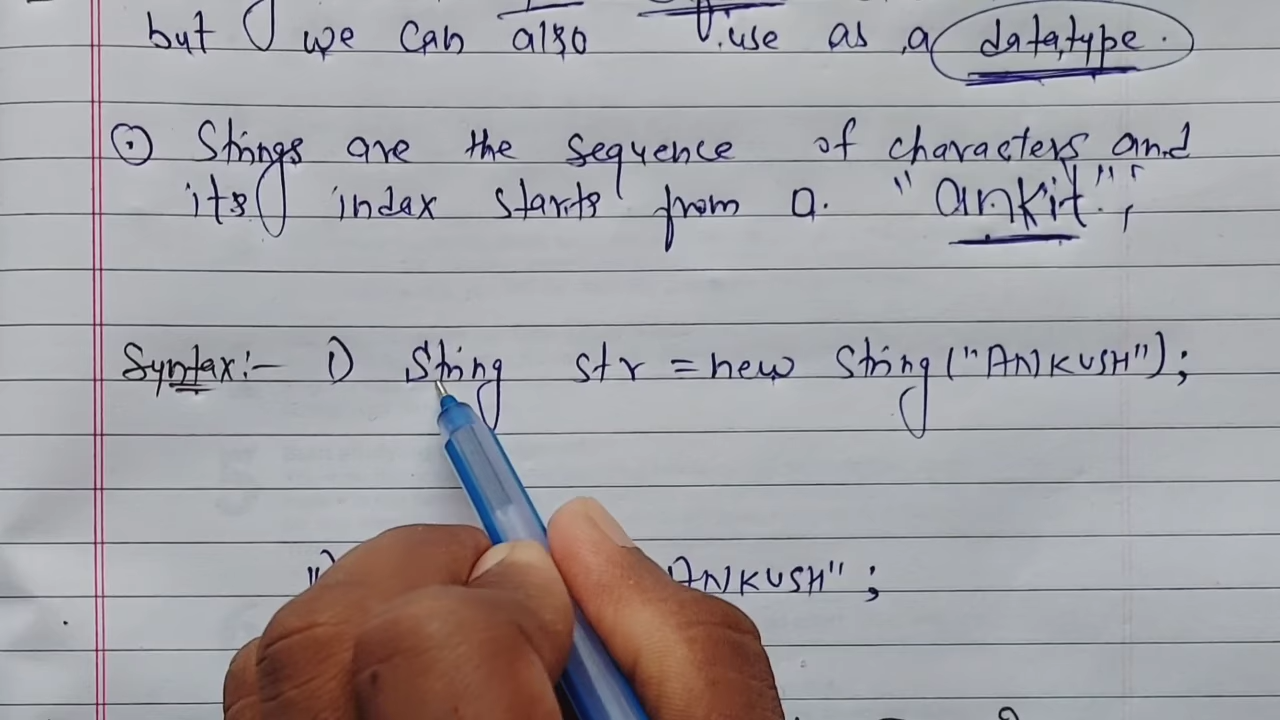 but we can also use as a datatype.
⊙ Strings are the sequence of characters and
its index starts from 0. "ankit";
Syntax:- 1) String str = new String("ANKUSH");
ANKUSH";